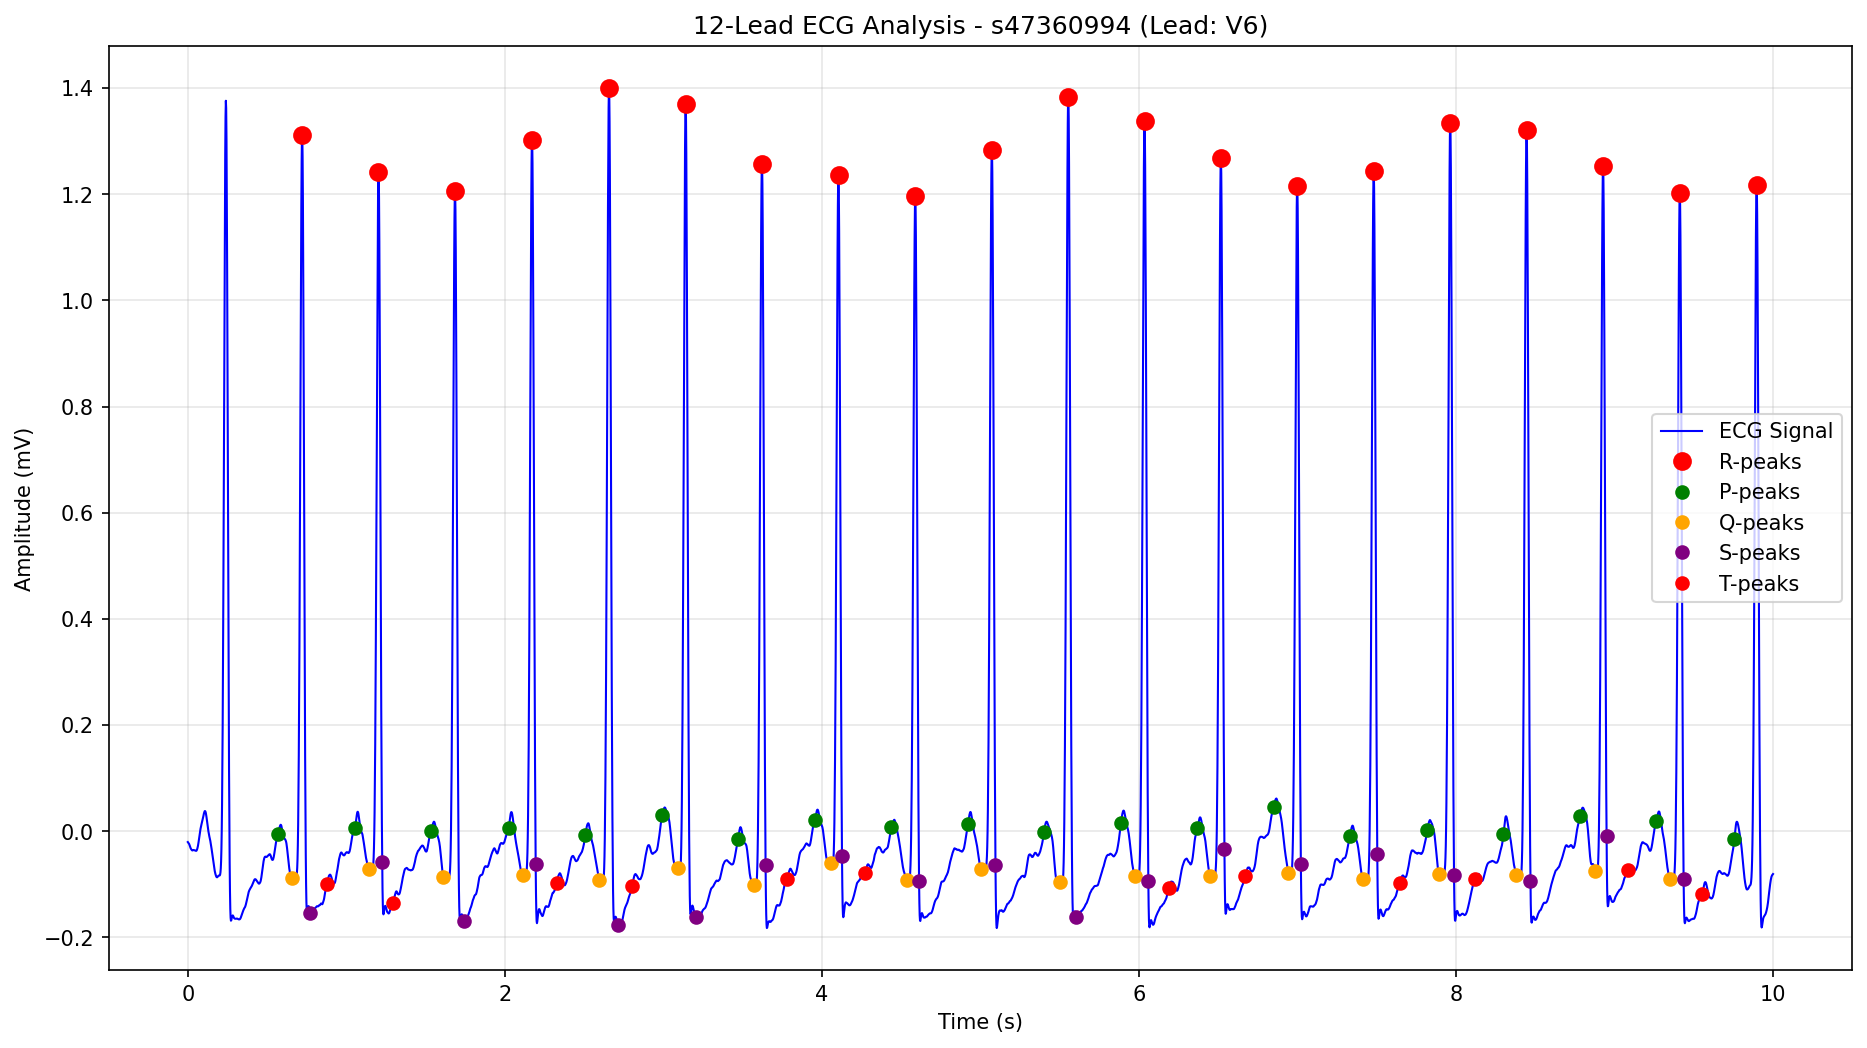 12-Lead ECG Analysis - s47360994 (Lead: V6)
Amplitude (mV)
1.4
1.2
1.0
0.8
0.6
0.4
0.2
0.0
−0.2
ECG Signal
R-peaks
P-peaks
Q-peaks
S-peaks
T-peaks
0 2 4 6 8 10
Time (s)